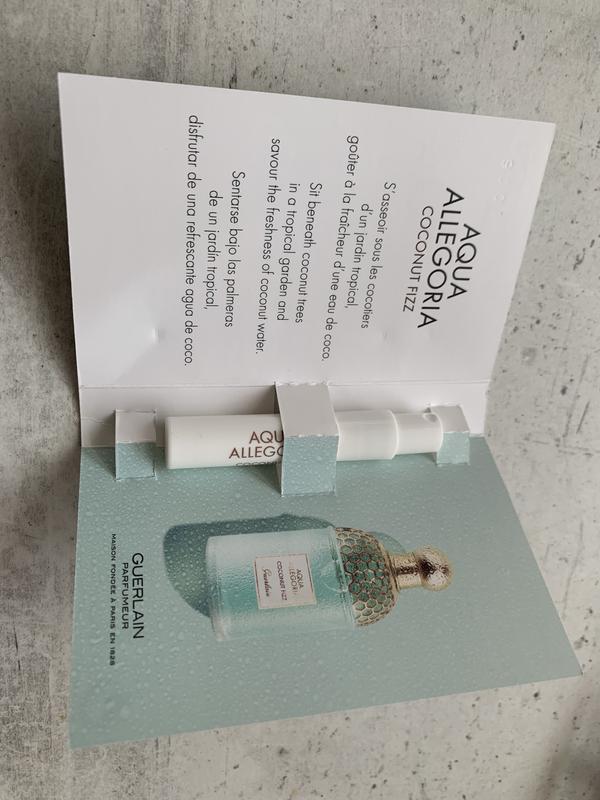 AQUA
ALLEGORIA
COCONUT FIZZ
S'asseoir sous les cocotiers
d'un jardin tropical,
goûter à la fraîcheur d'une eau de coco.
Sit beneath coconut trees
in a tropical garden and
savour the freshness of coconut water.
Sentarse bajo las palmeras
de un jardín tropical,
disfrutar de una refrescante agua de coco.
AQUA
ALLEGORIA
COCONUT FIZZ
Guerlain
GUERLAIN
PARFUMEUR
MAISON FONDÉE À PARIS EN 1828